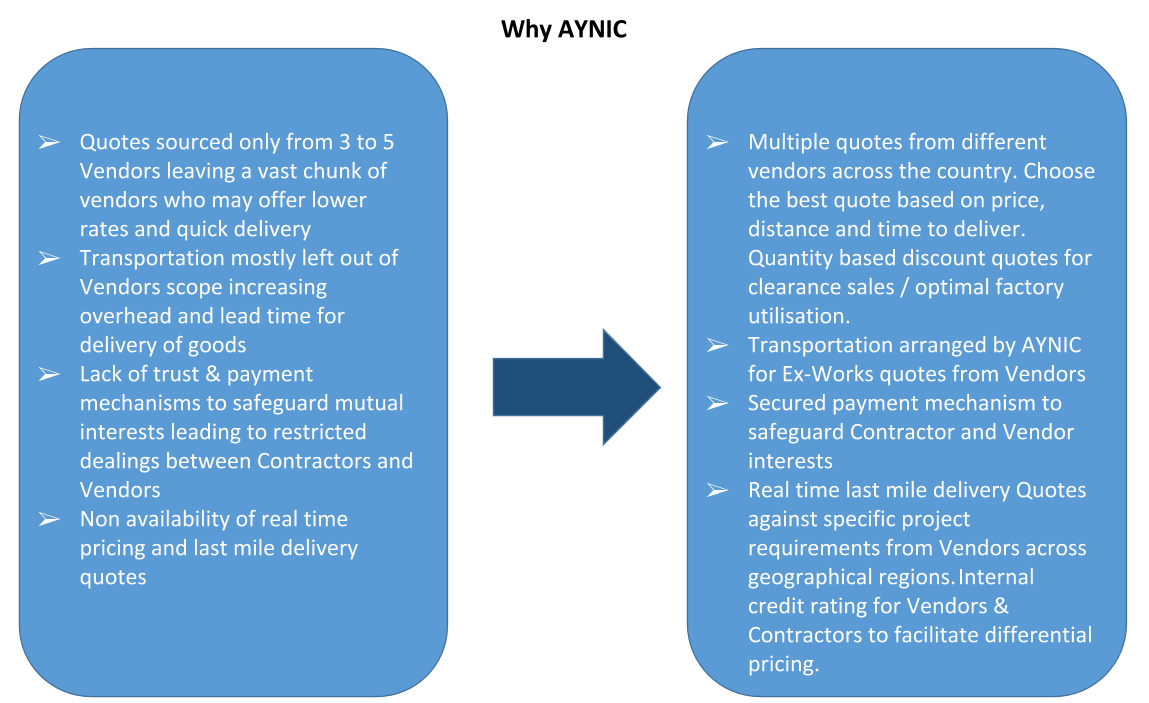 Why AYNIC
➢ Quotes sourced only from 3 to 5
Vendors leaving a vast chunk of
vendors who may offer lower
rates and quick delivery
➢ Transportation mostly left out of
Vendors scope increasing
overhead and lead time for
delivery of goods
➢ Lack of trust & payment
mechanisms to safeguard mutual
interests leading to restricted
dealings between Contractors and
Vendors
➢ Non availability of real time
pricing and last mile delivery
quotes
➢ Multiple quotes from different
vendors across the country. Choose
the best quote based on price,
distance and time to deliver.
Quantity based discount quotes for
clearance sales / optimal factory
utilisation.
➢ Transportation arranged by AYNIC
for Ex-Works quotes from Vendors
➢ Secured payment mechanism to
safeguard Contractor and Vendor
interests
➢ Real time last mile delivery Quotes
against specific project
requirements from Vendors across
geographical regions. Internal
credit rating for Vendors &
Contractors to facilitate differential
pricing.